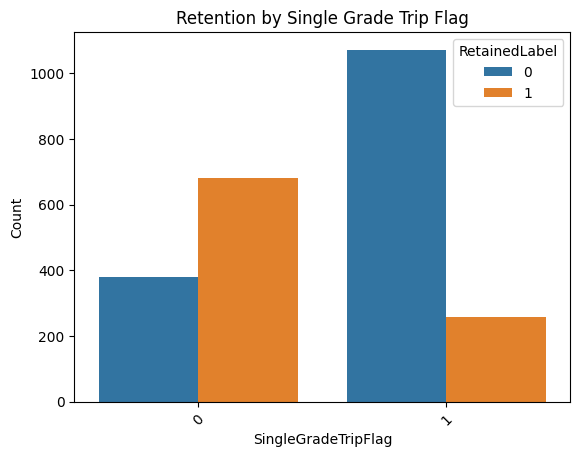 Retention by Single Grade Trip Flag
RetainedLabel
0
1
1000
800
600
400
200
0
Count
0
1
SingleGradeTripFlag